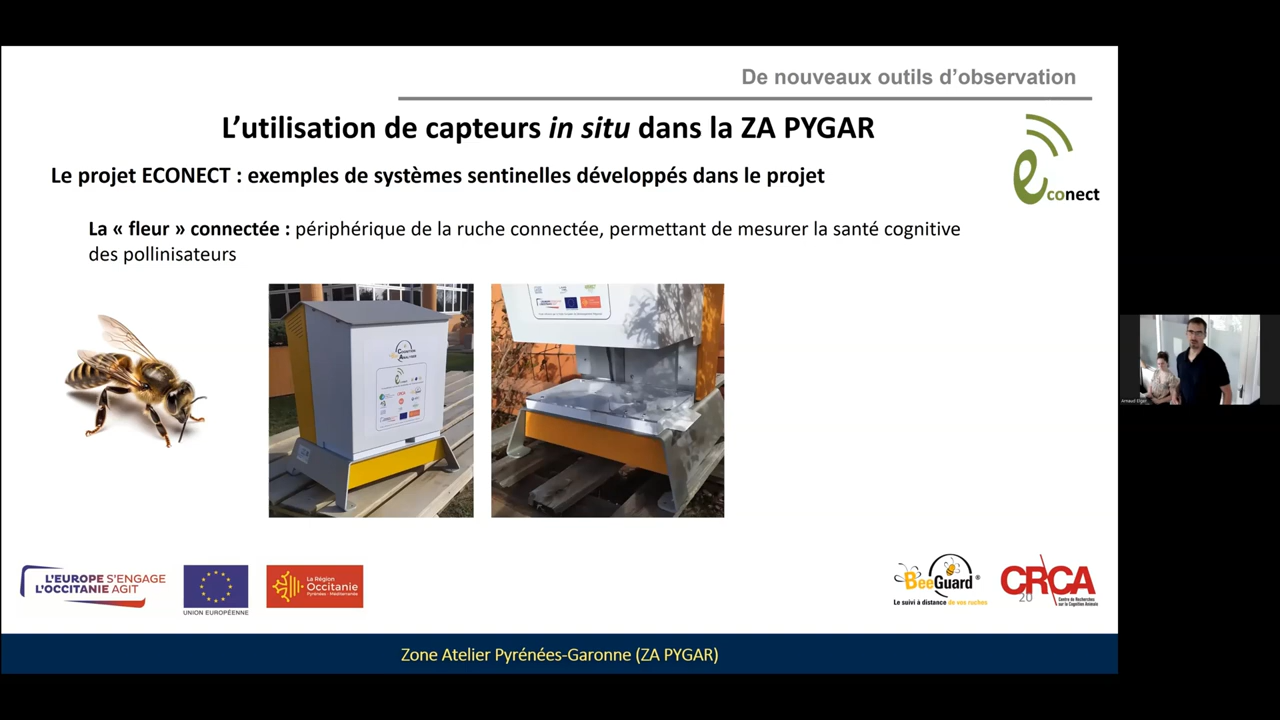 De nouveaux outils d'observation
L'utilisation de capteurs in situ dans la ZA PYGAR
Le projet ECONECT : exemples de systèmes sentinelles développés dans le projet
econect
La « fleur » connectée : périphérique de la ruche connectée, permettant de mesurer la santé cognitive
des pollinisateurs
L'EUROPE S'ENGAGE
L'OCCITANIE AGIT
UNION EUROPÉENNE
La Région
Occitanie
Pyrénées - Méditerranée
BeeGuard®
Le suivi à distance de vos ruches
CRCA
Centre de Recherches
sur la Cognition Animale
20
Zone Atelier Pyrénées-Garonne (ZA PYGAR)